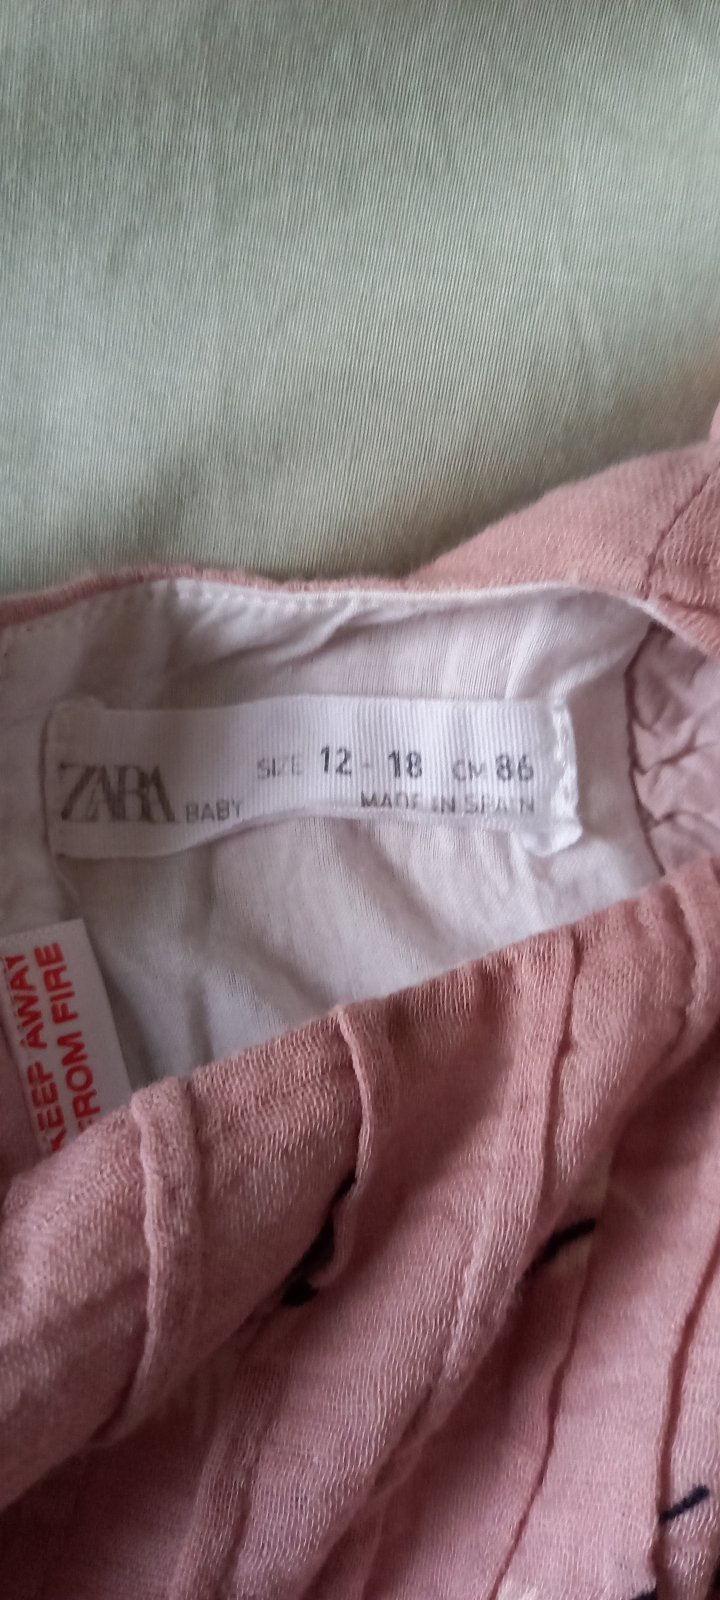 ZARA BABY SIZE 12 - 18 CM 86
MADE IN SPAIN
KEEP AWAY
FROM FIRE